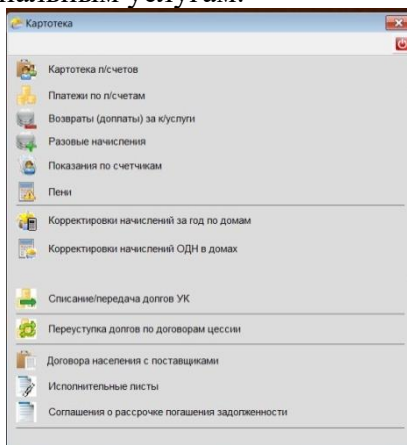 нальным услугам.
Картотека
Картотека л/счетов
Платежи по л/счетам
Возвраты (доплаты) за к/услуги
Разовые начисления
Показания по счетчикам
Пени
Корректировки начислений за год по домам
Корректировки начислений ОДН в домах
Списание/передача долгов УК
Переуступка долгов по договорам цессии
Договора населения с поставщиками
Исполнительные листы
Соглашения о рассрочке погашения задолженности